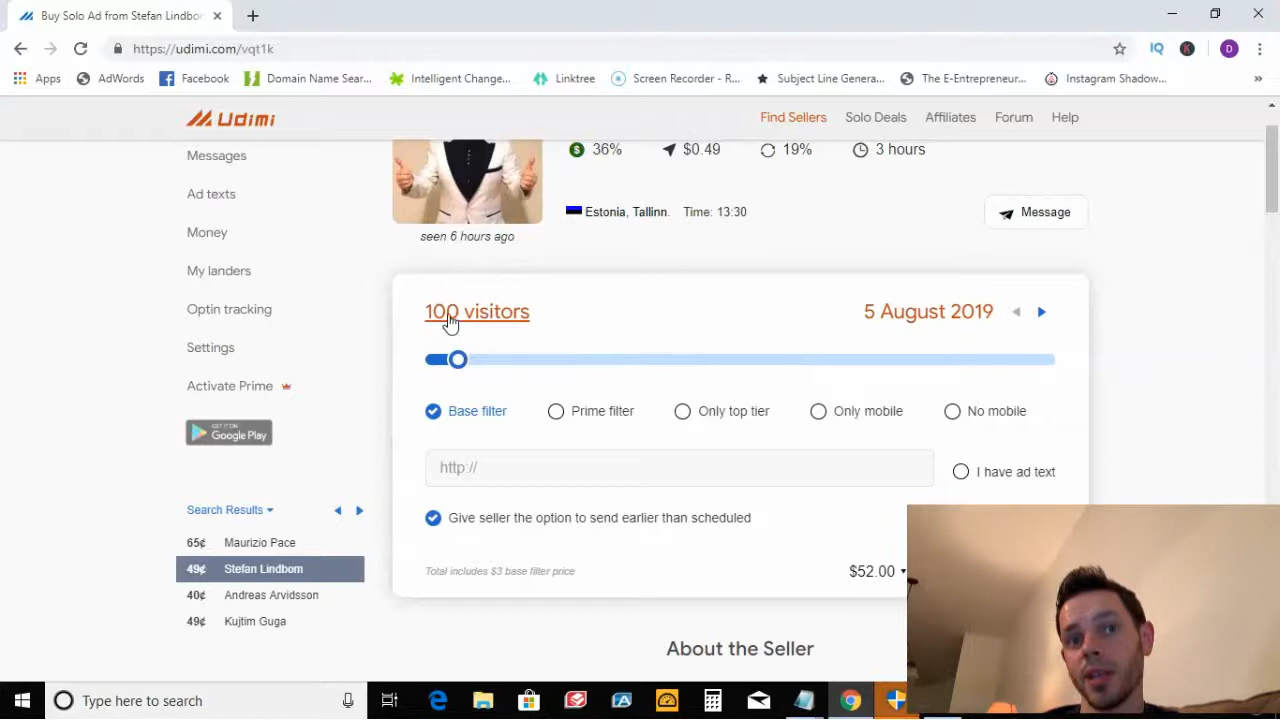 Buy Solo Ad from Stefan Lindbom
https://udimi.com/vqt1k
D
Apps AdWords Facebook Domain Name Sear... Intelligent Change... Linktree Screen Recorder - R... Subject Line Genera... The E-Entrepreneur... Instagram Shadow... »
Udimi Find Sellers Solo Deals Affiliates Forum Help
Messages
Ad texts
Money
My landers
Optin tracking
Settings
Activate Prime
GET IT ON
Google Play
Search Results
65¢ Maurizio Pace
49¢ Stefan Lindbom
40¢ Andreas Arvidsson
49¢ Kujtim Guga
36% $0.49 19% 3 hours
Estonia, Tallinn. Time: 13:30
Message
seen 6 hours ago
100 visitors 5 August 2019
Base filter Prime filter Only top tier Only mobile No mobile
http:// I have ad text
Give seller the option to send earlier than scheduled
Total includes $3 base filter price $52.00
About the Seller
Type here to search